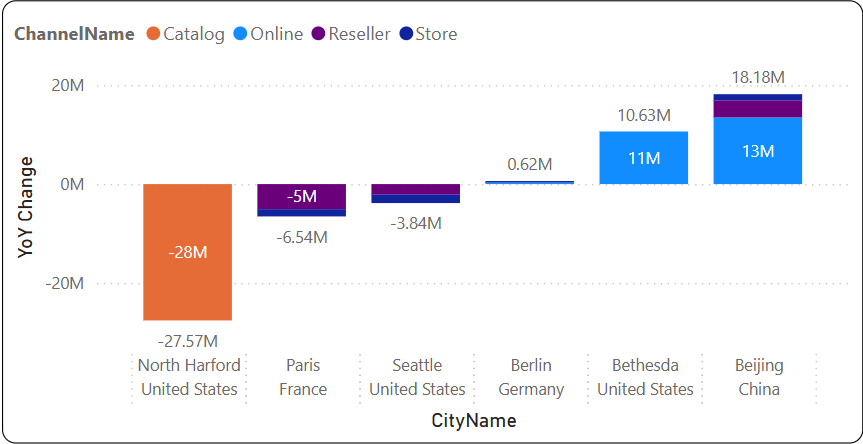 ChannelName Catalog Online Reseller Store
20M
0M
-20M
YoY Change
-28M
-27.57M
-5M
-6.54M
-3.84M
0.62M
10.63M
11M
18.18M
13M
North Harford
United States
Paris
France
Seattle
United States
Berlin
Germany
Bethesda
United States
Beijing
China
CityName